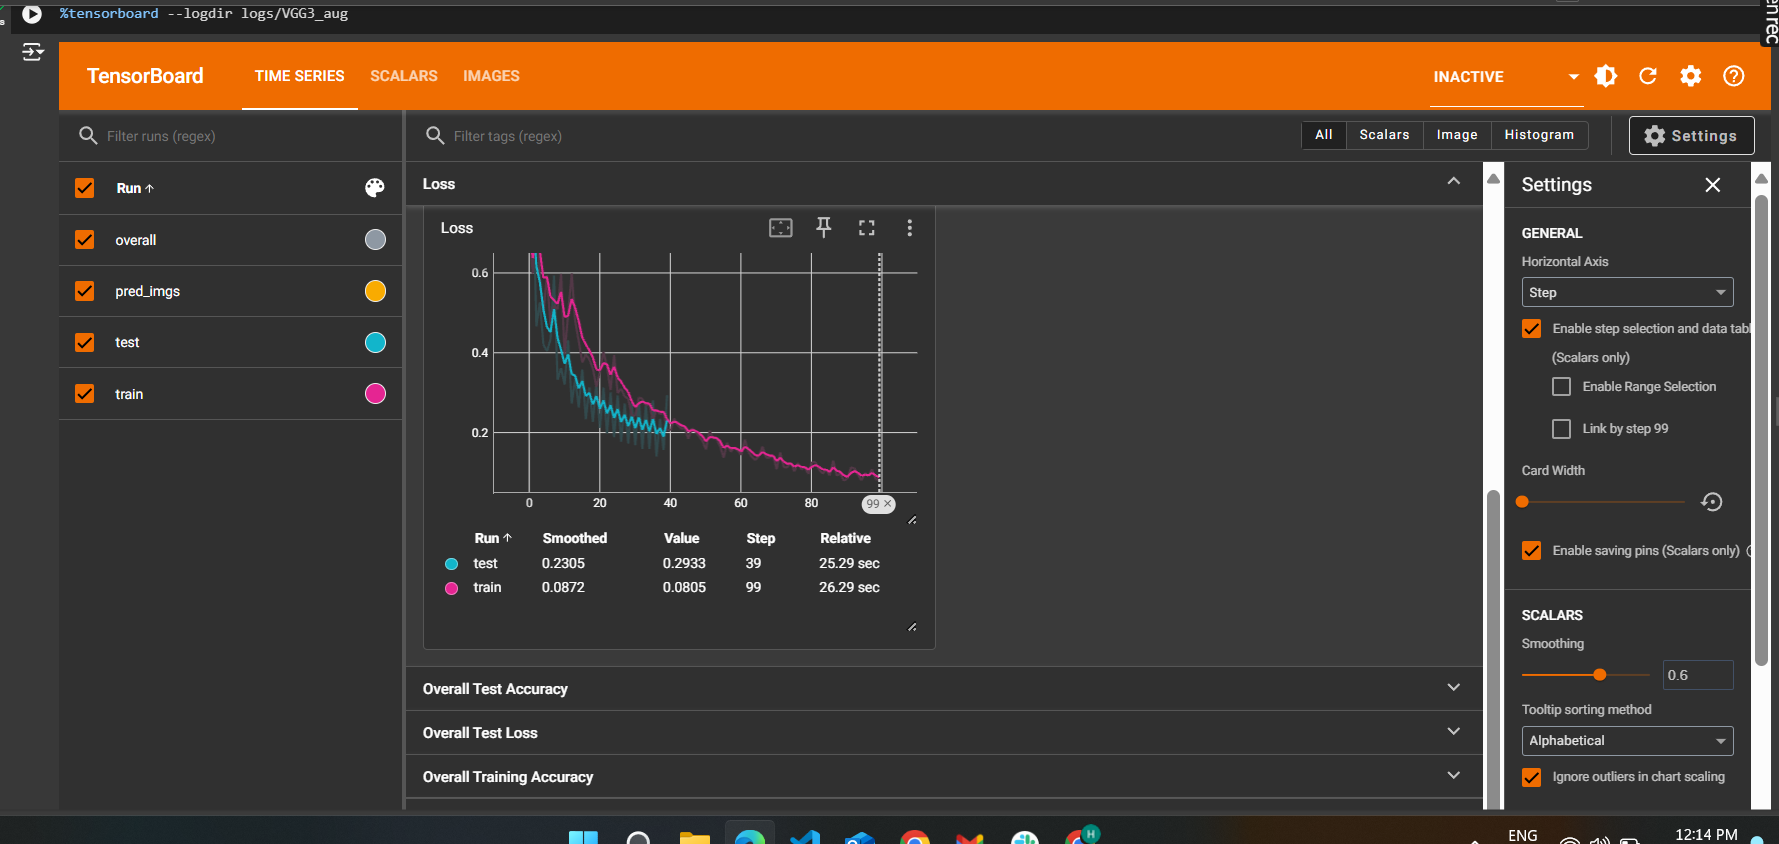 %tensorboard --logdir logs/VGG3_aug
TensorBoard
TIME SERIES
SCALARS
IMAGES
INACTIVE
Filter runs (regex)
Filter tags (regex)
All
Scalars
Image
Histogram
Settings
Run
overall
pred_imgs
test
train
Loss
Loss
0.6
0.4
0.2
0 20 40 60 80 99 ×
Run Smoothed Value Step Relative
test 0.2305 0.2933 39 25.29 sec
train 0.0872 0.0805 99 26.29 sec
Overall Test Accuracy
Overall Test Loss
Overall Training Accuracy
Settings
GENERAL
Horizontal Axis
Step
Enable step selection and data tabl
(Scalars only)
Enable Range Selection
Link by step 99
Card Width
Enable saving pins (Scalars only)
SCALARS
Smoothing
0.6
Tooltip sorting method
Alphabetical
Ignore outliers in chart scaling
H
ENG
12:14 PM